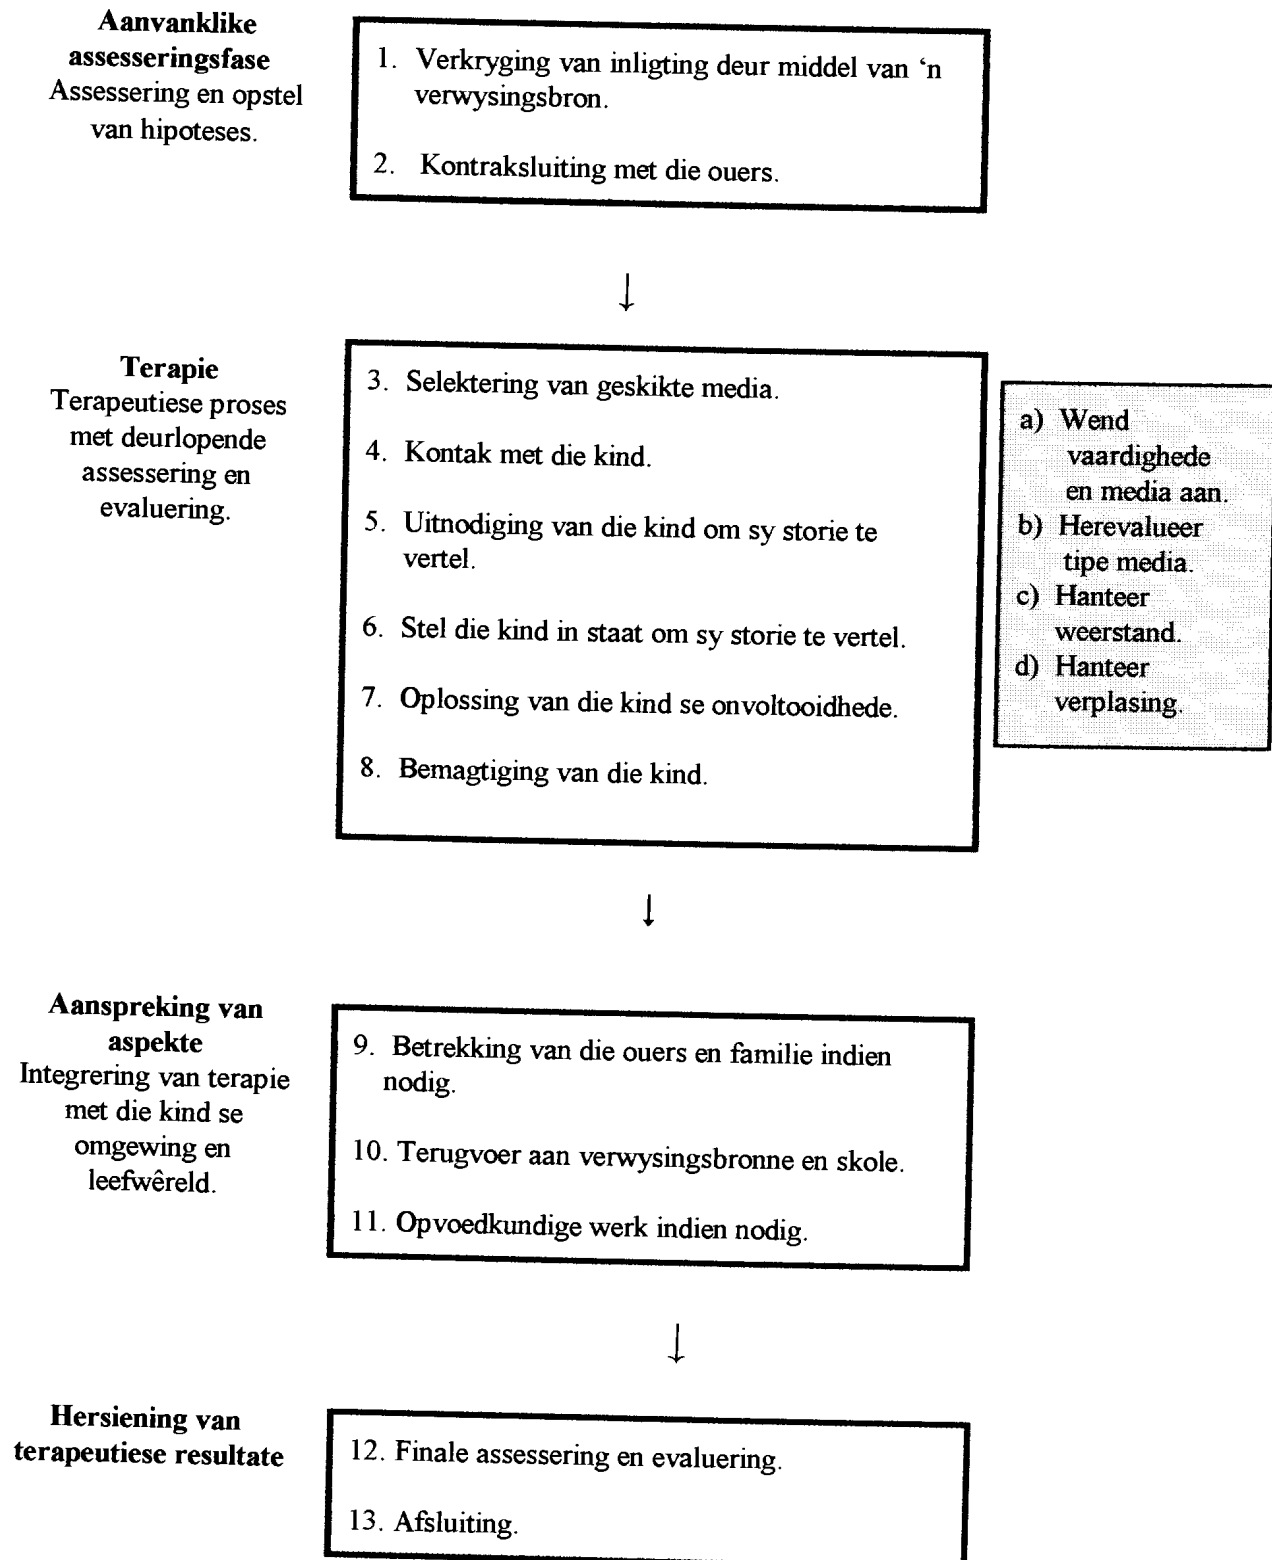 Aanvanklike
assesseringsfase
Assessering en opstel
van hipoteses.
1. Verkryging van inligting deur middel van ‘n
verwysingsbron.
2. Kontraksluiting met die ouers.
↓
Terapie
Terapeutiese proses
met deurlopende
assessering en
evaluering.
3. Selektering van geskikte media.
4. Kontak met die kind.
5. Uitnodiging van die kind om sy storie te
vertel.
6. Stel die kind in staat om sy storie te vertel.
7. Oplossing van die kind se onvoltooidhede.
8. Bemagtiging van die kind.
a) Wend
vaardighede
en media aan.
b) Herevalueer
tipe media.
c) Hanteer
weerstand.
d) Hanteer
verplasing.
↓
Aanspreking van
aspekte
Integrering van terapie
met die kind se
omgewing en
leefwêreld.
9. Betrekking van die ouers en familie indien
nodig.
10. Terugvoer aan verwysingsbronne en skole.
11. Opvoedkundige werk indien nodig.
↓
Hersiening van
terapeutiese resultate
12. Finale assessering en evaluering.
13. Afsluiting.